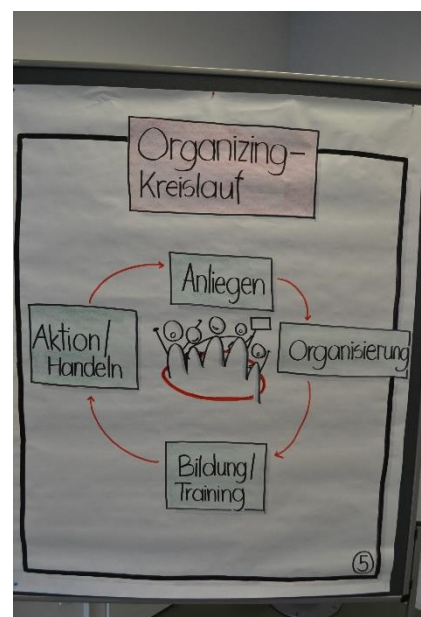 Organizing-
Kreislauf
Anliegen
Organisierung
Bildung/
Training
Aktion/
Handeln
5